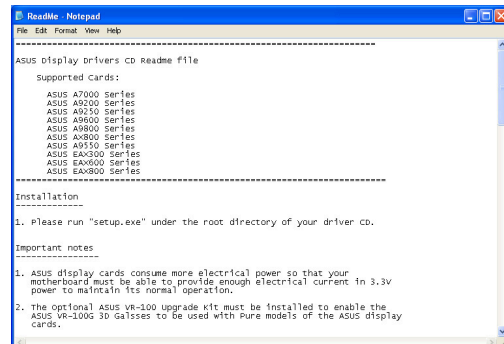 ReadMe - Notepad
File Edit Format View Help
----------------------------------------------------------------------
ASUS Display Drivers CD Readme file
Supported Cards:
ASUS A7000 Series
ASUS A9200 Series
ASUS A9250 Series
ASUS A9600 Series
ASUS A9800 Series
ASUS AX800 Series
ASUS A9550 Series
ASUS EAX300 Series
ASUS EAX600 Series
ASUS EAX800 Series
========================================================================
Installation
-------------
1. Please run "setup.exe" under the root directory of your driver CD.
Important notes
----------------
1. ASUS display cards consume more electrical power so that your
motherboard must be able to provide enough electrical current in 3.3V
power to maintain its normal operation.
2. The Optional ASUS VR-100 Upgrade Kit must be installed to enable the
ASUS VR-100G 3D Galsses to be used with Pure models of the ASUS display
cards.